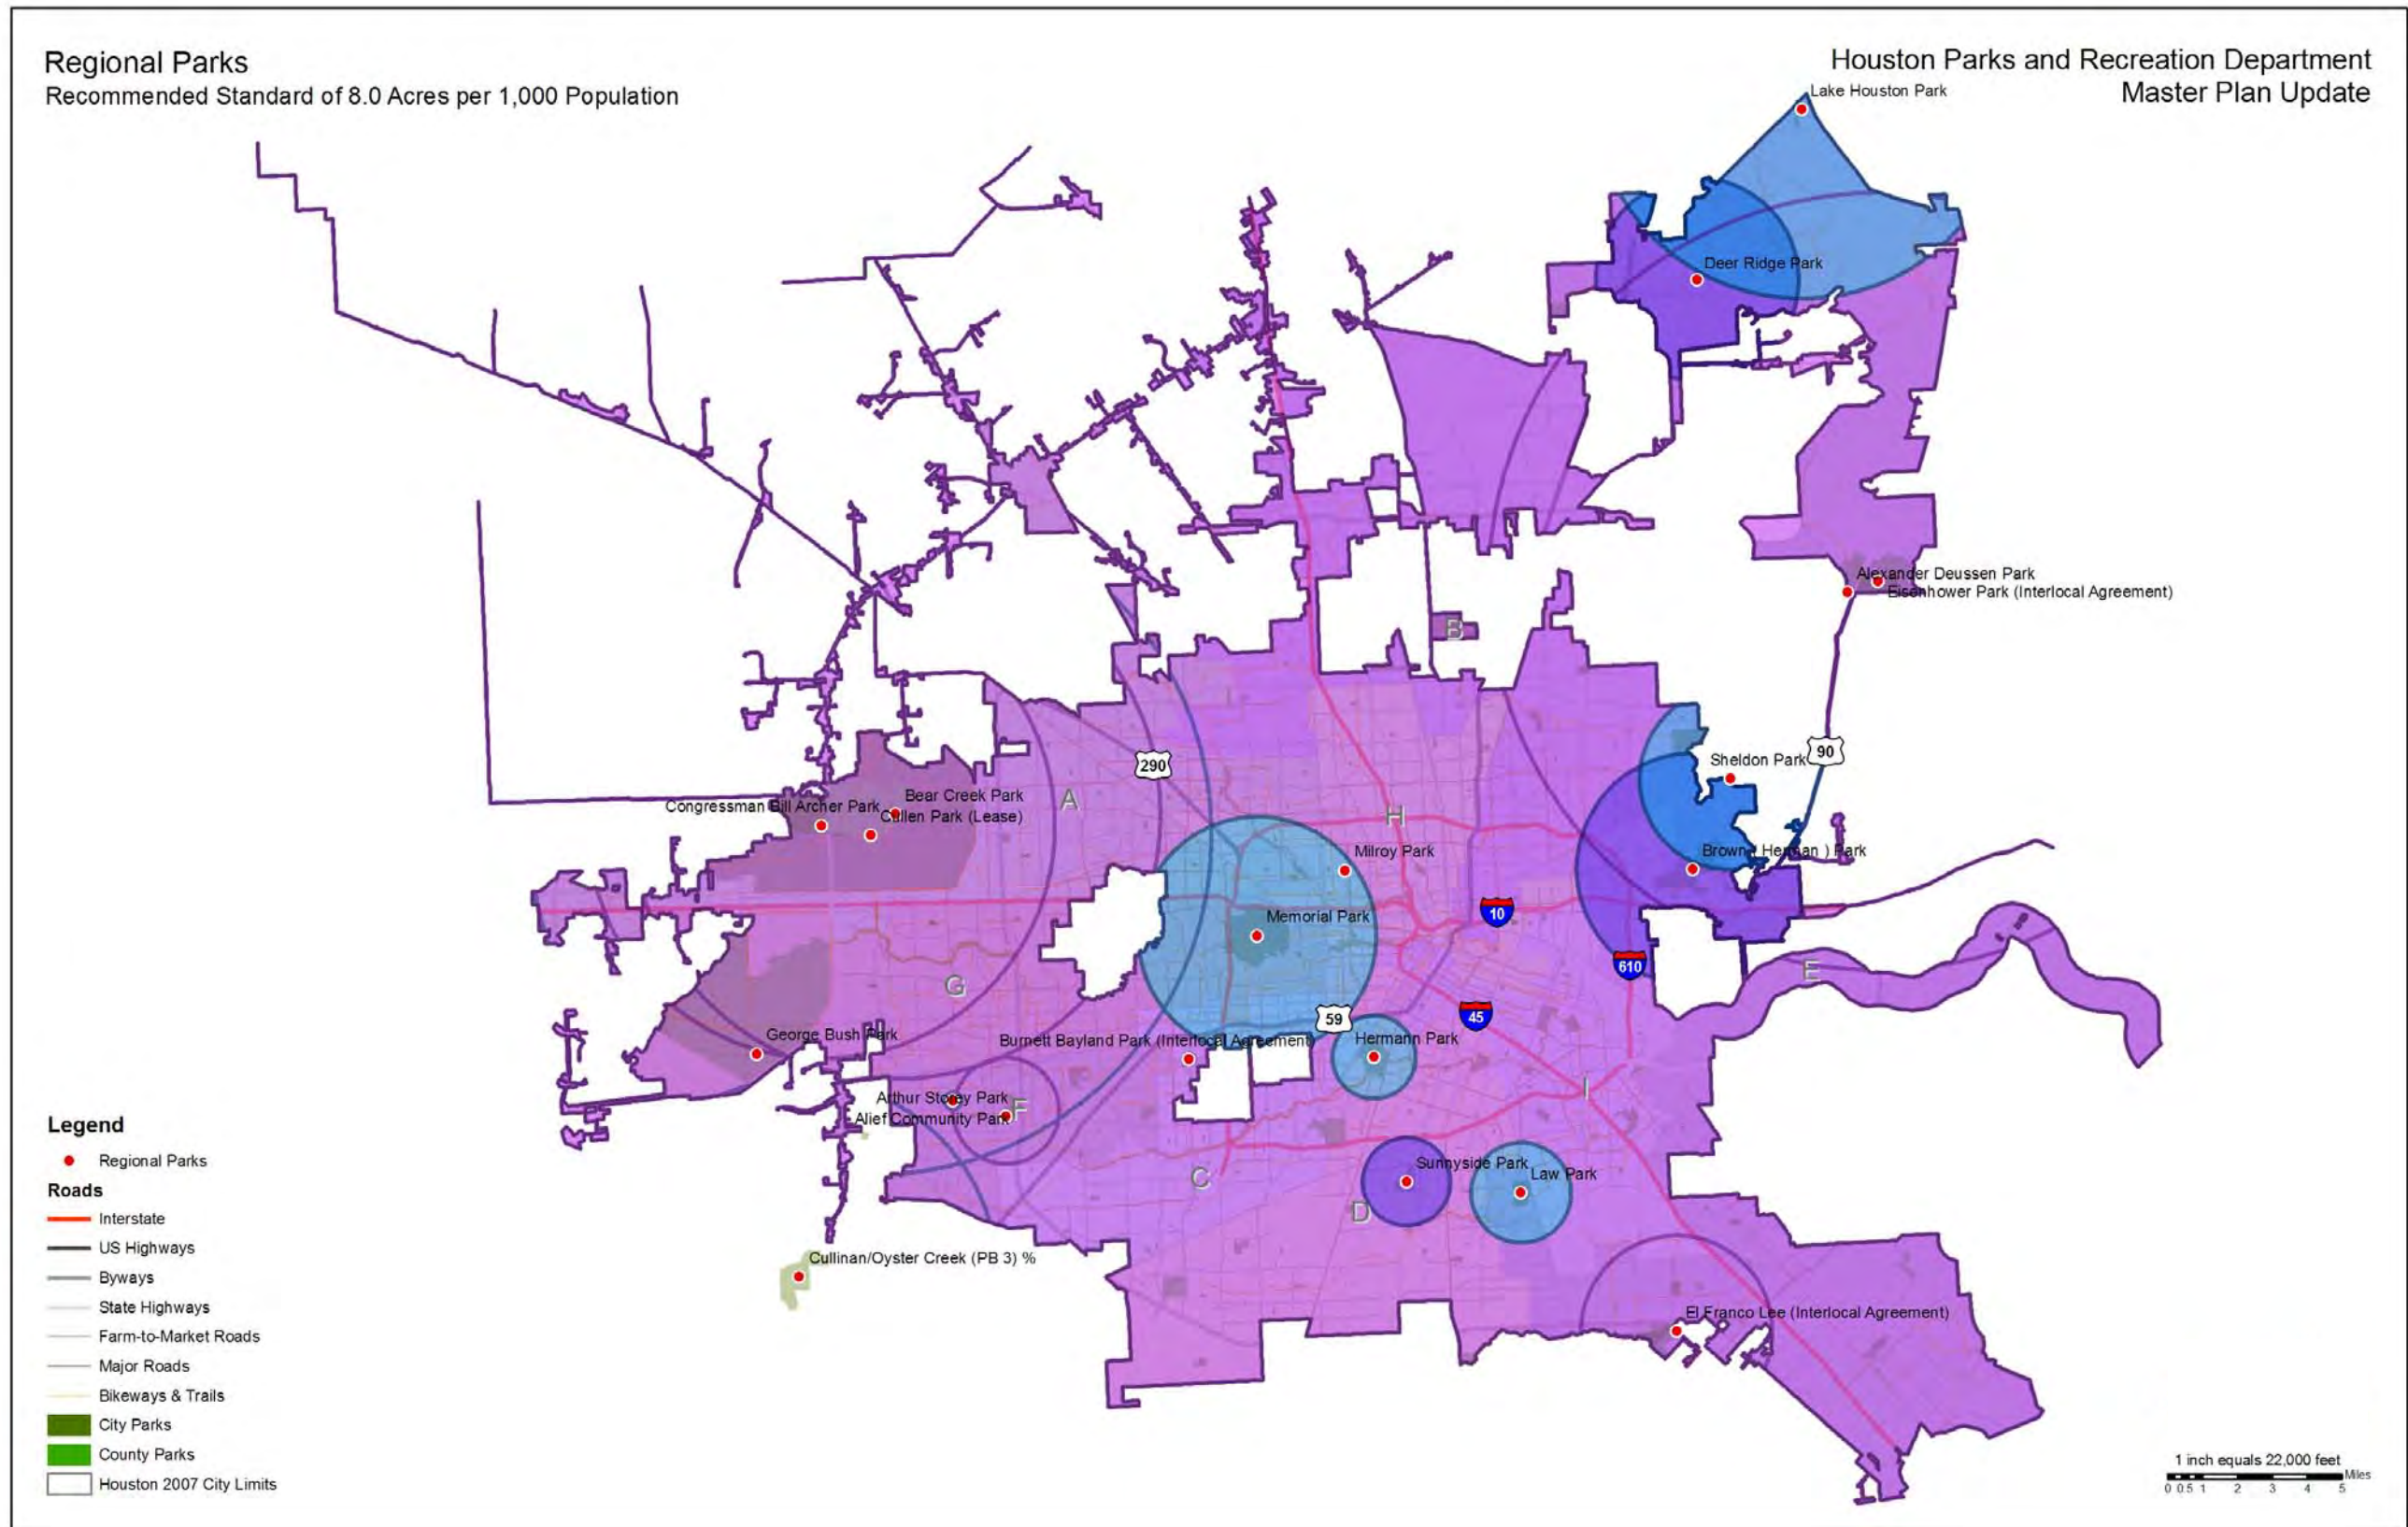 Regional Parks
Recommended Standard of 8.0 Acres per 1,000 Population
Houston Parks and Recreation Department
Master Plan Update
Lake Houston Park
Deer Ridge Park
Alexander Deussen Park
Eisenhower Park (Interlocal Agreement)
B
290
90
Sheldon Park
Congressman Bill Archer Park
Bear Creek Park
Cullen Park (Lease)
A
H
Milroy Park
Brown ( Herman ) Park
Memorial Park
10
610
E
G
59
45
George Bush Park
Burnett Bayland Park (Interlocal Agreement)
Hermann Park
I
Arthur Storey Park
F
Alief Community Park
C
Sunnyside Park
Law Park
D
Cullinan/Oyster Creek (PB 3) %
El Franco Lee (Interlocal Agreement)
Legend
Regional Parks
Roads
Interstate
US Highways
Byways
State Highways
Farm-to-Market Roads
Major Roads
Bikeways & Trails
City Parks
County Parks
Houston 2007 City Limits
1 inch equals 22,000 feet
Miles
0 0.5 1 2 3 4 5